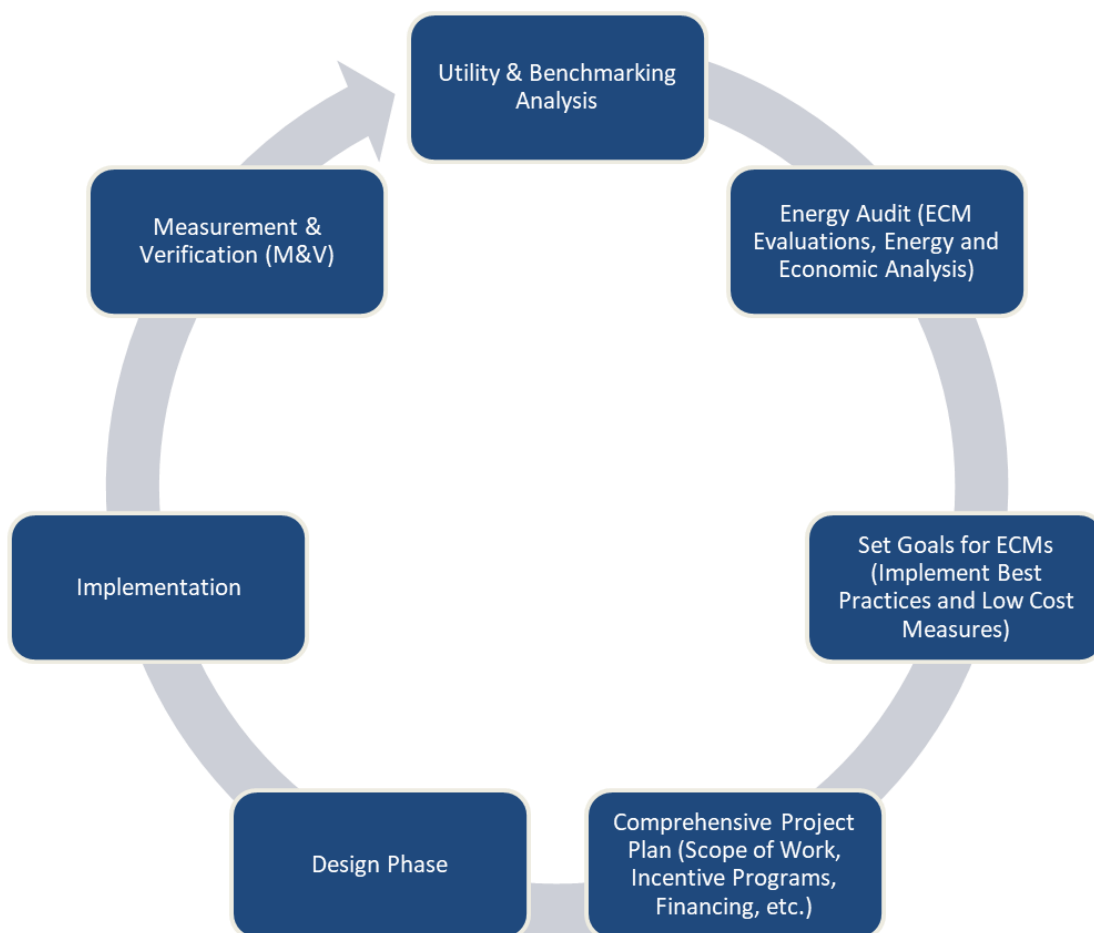 Utility & Benchmarking
Analysis
Energy Audit (ECM
Evaluations, Energy and
Economic Analysis)
Set Goals for ECMs
(Implement Best
Practices and Low Cost
Measures)
Comprehensive Project
Plan (Scope of Work,
Incentive Programs,
Financing, etc.)
Design Phase
Implementation
Measurement &
Verification (M&V)